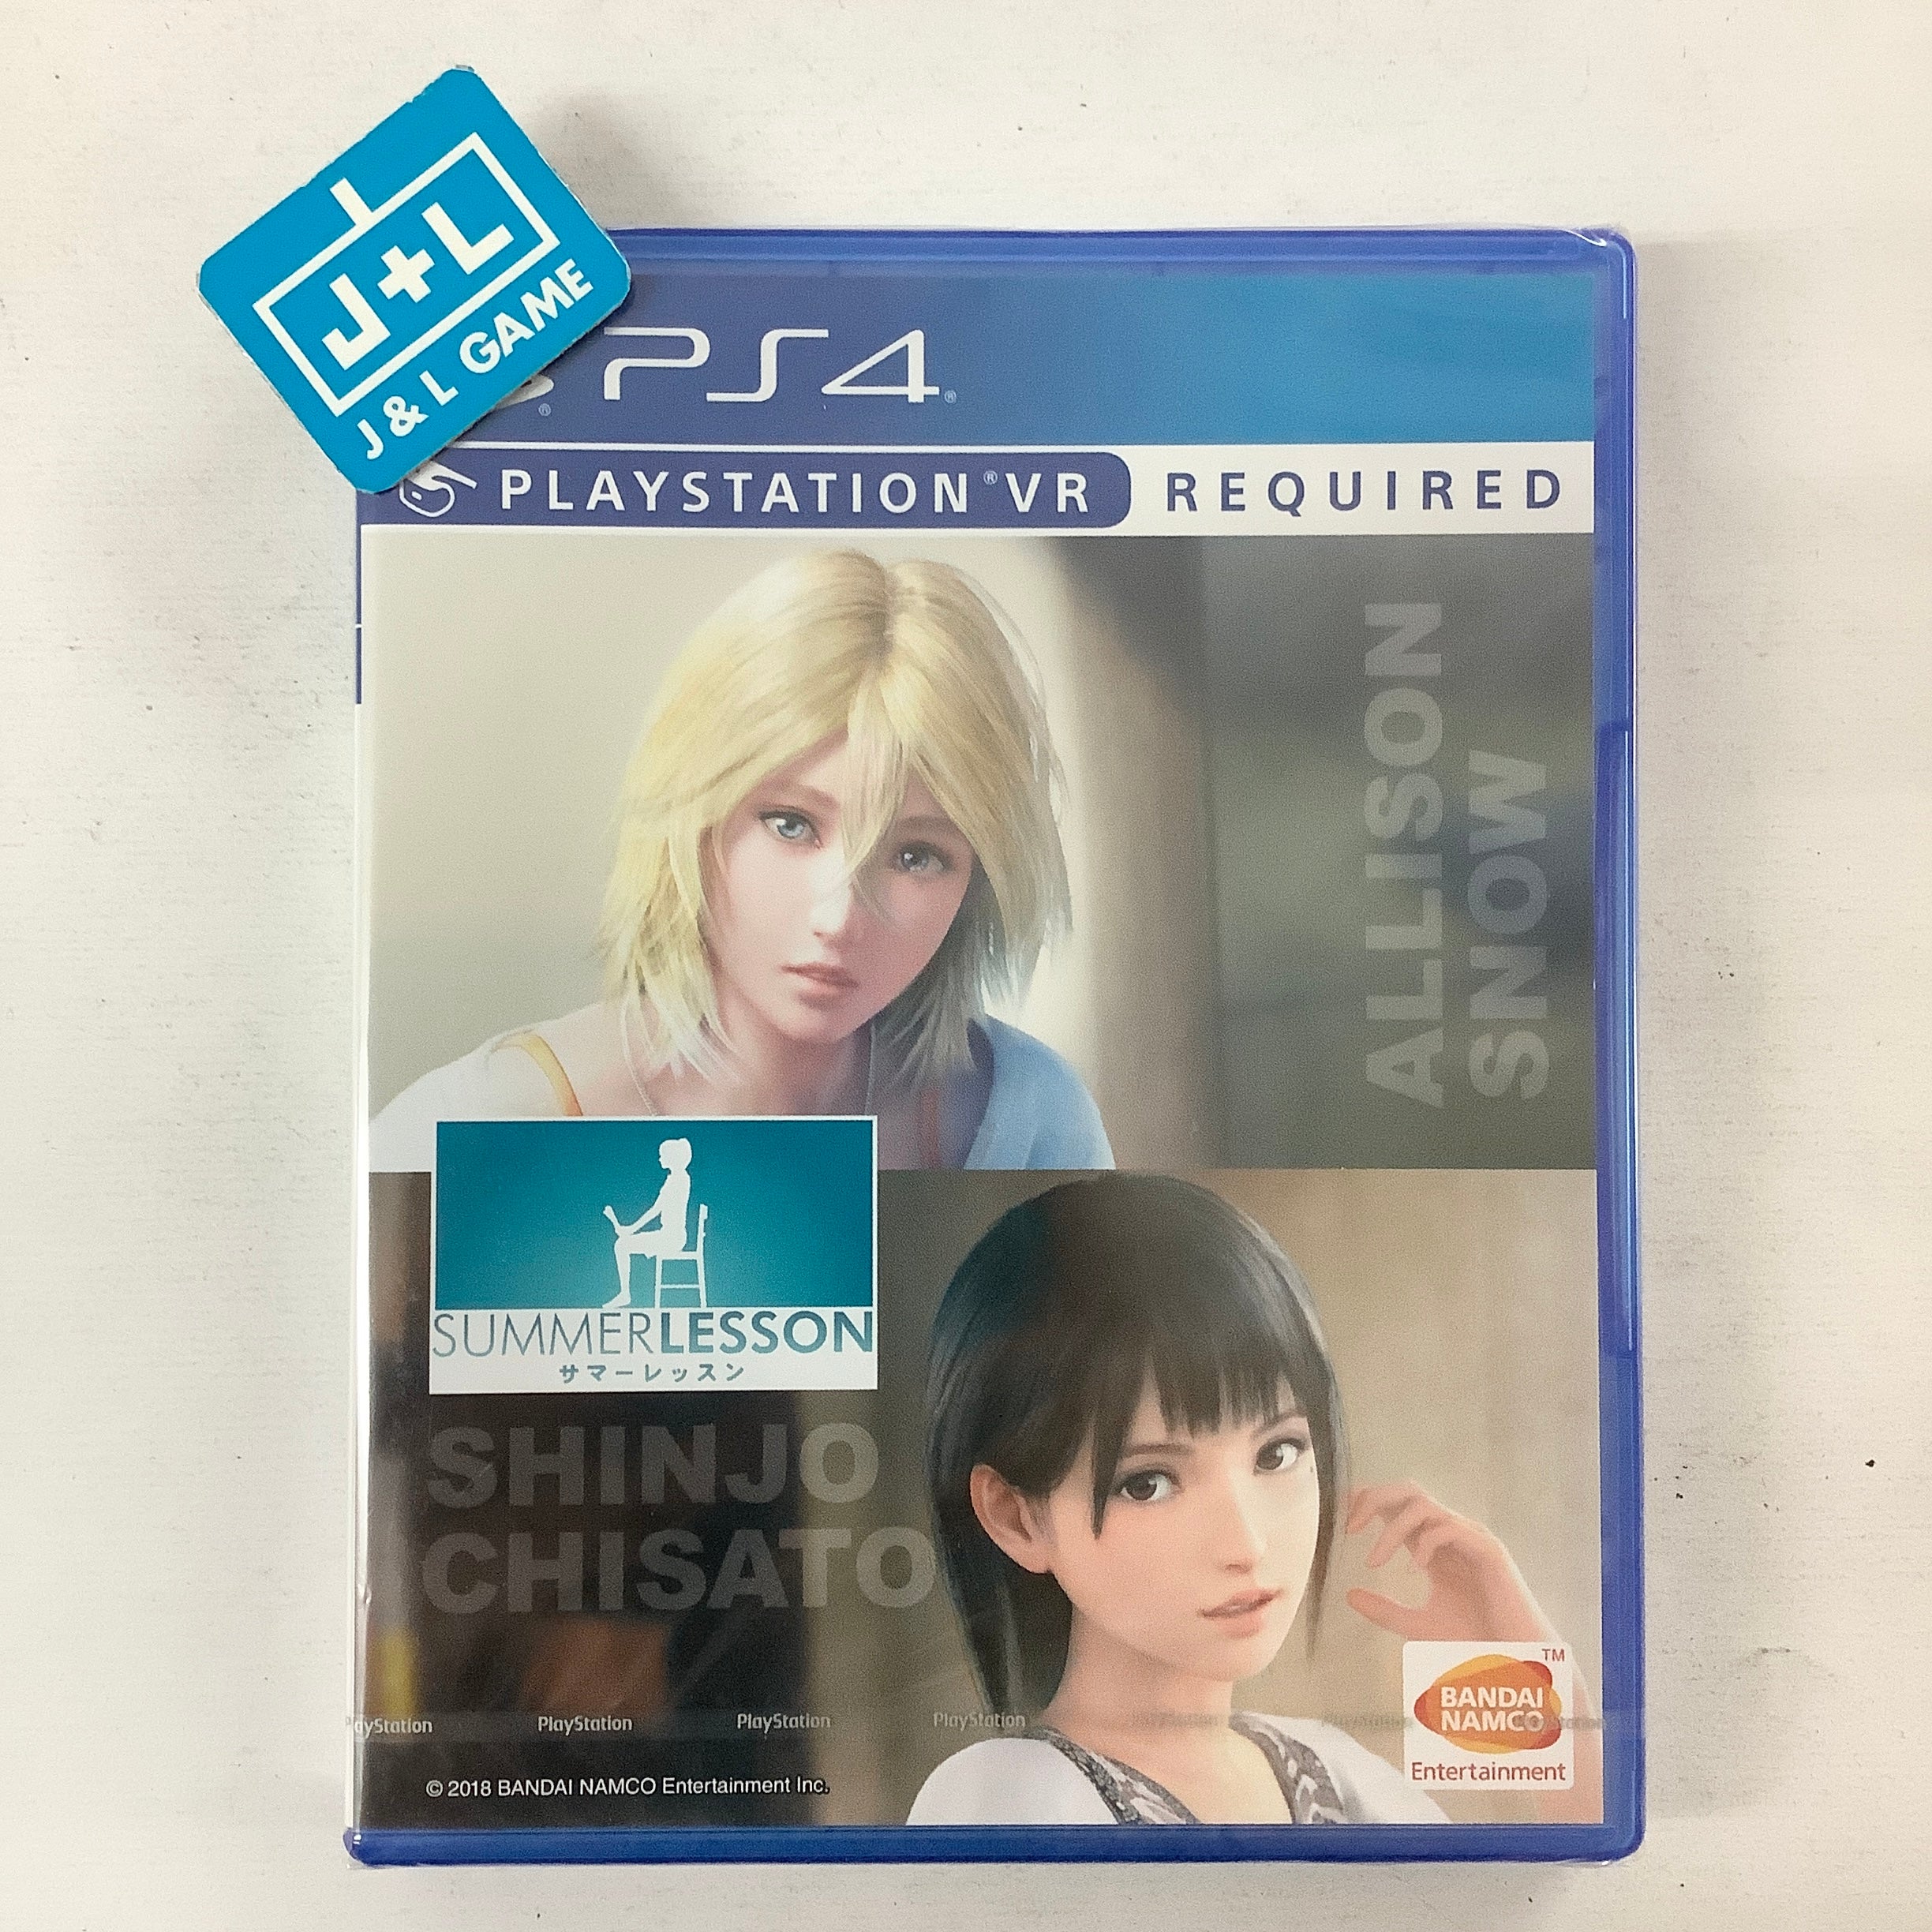 J+L
J & L GAME
PS4®
PLAYSTATION®VR REQUIRED
ALLISON
SNOW
SUMMERLESSON
サマーレッスン
SHINJO
CHISATO
PlayStation PlayStation PlayStation
TM
BANDAI
NAMCO
Entertainment
© 2018 BANDAI NAMCO Entertainment Inc.